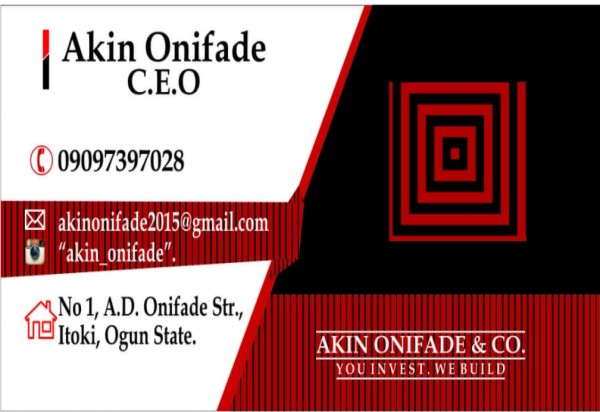 Akin Onifade
C.E.O
09097397028
akinonifade2015@gmail.com
"akin_onifade".
No 1, A.D. Onifade Str.,
Itoki, Ogun State.
AKIN ONIFADE & CO.
YOU INVEST. WE BUILD